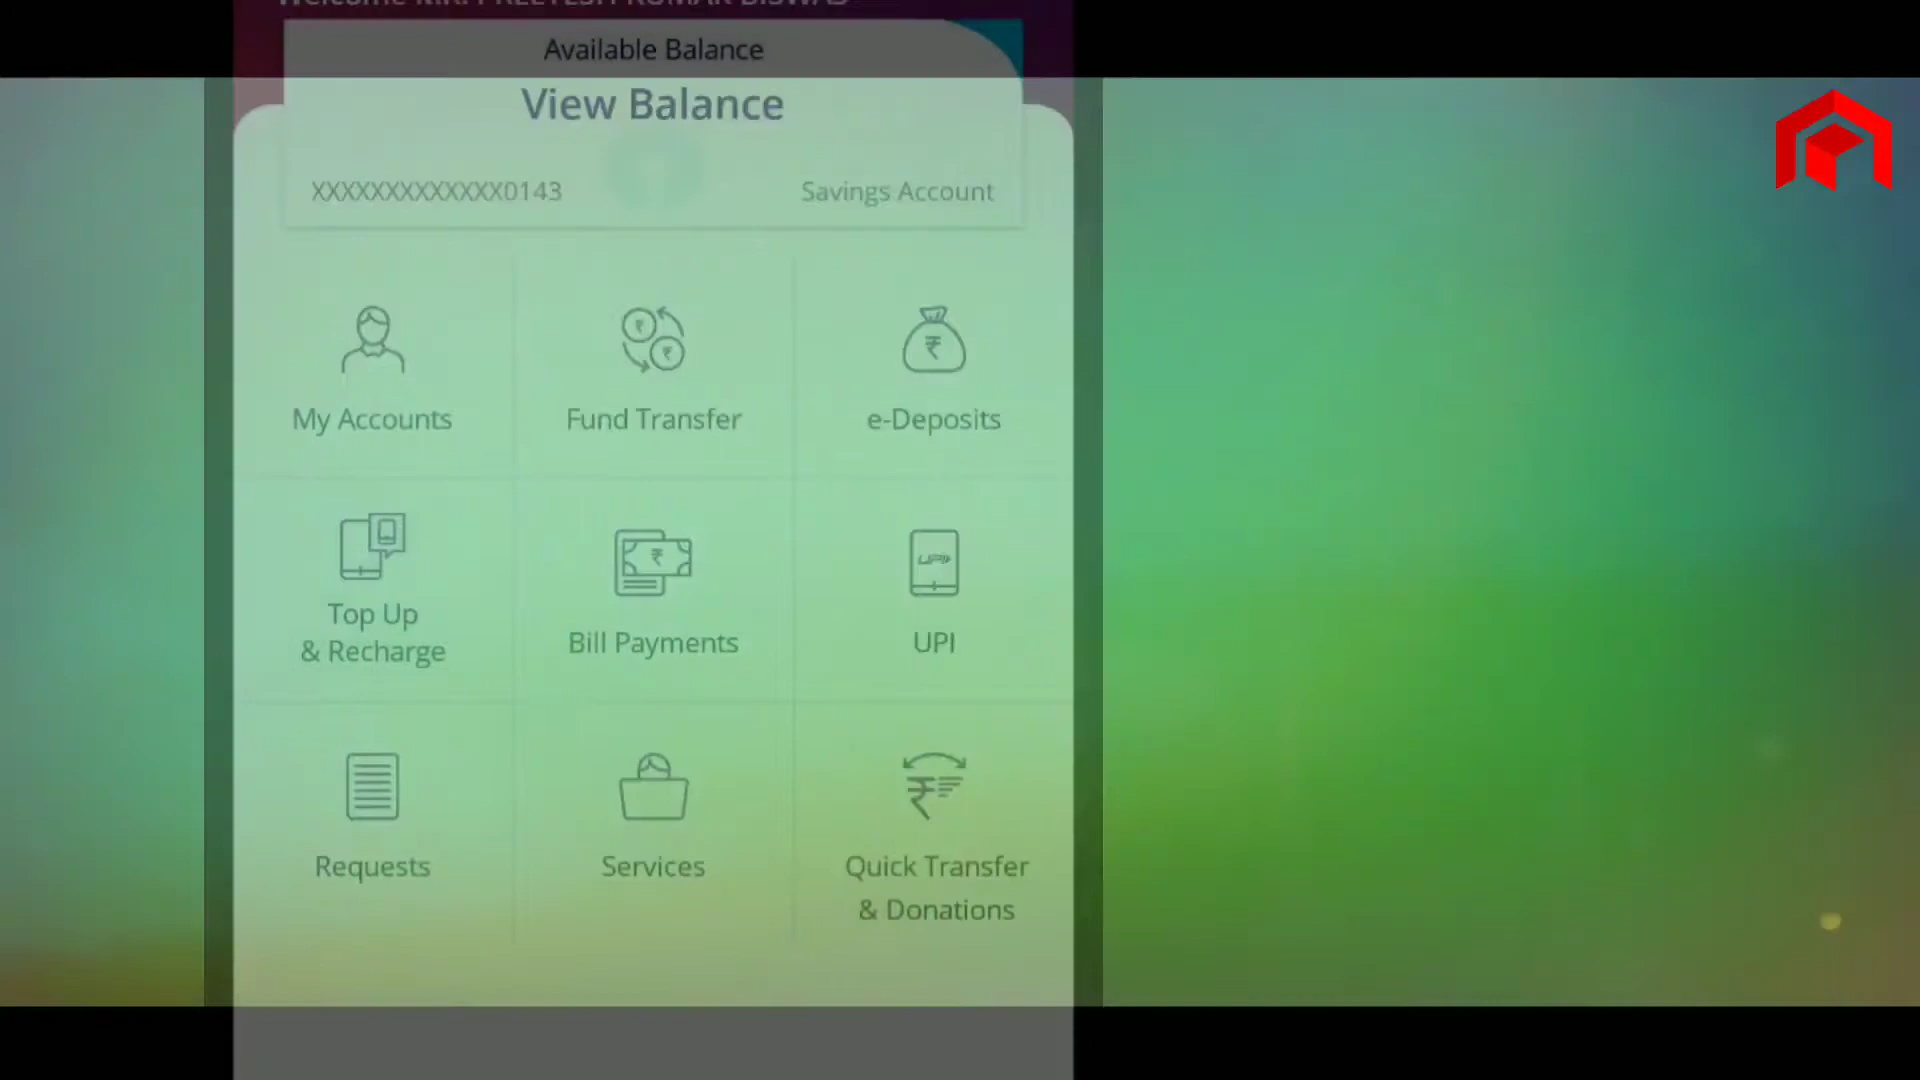 Available Balance
View Balance
XXXXXXXXXXXXX0143
Savings Account
My Accounts
Fund Transfer
e-Deposits
Top Up
& Recharge
Bill Payments
UPI
Requests
Services
Quick Transfer
& Donations